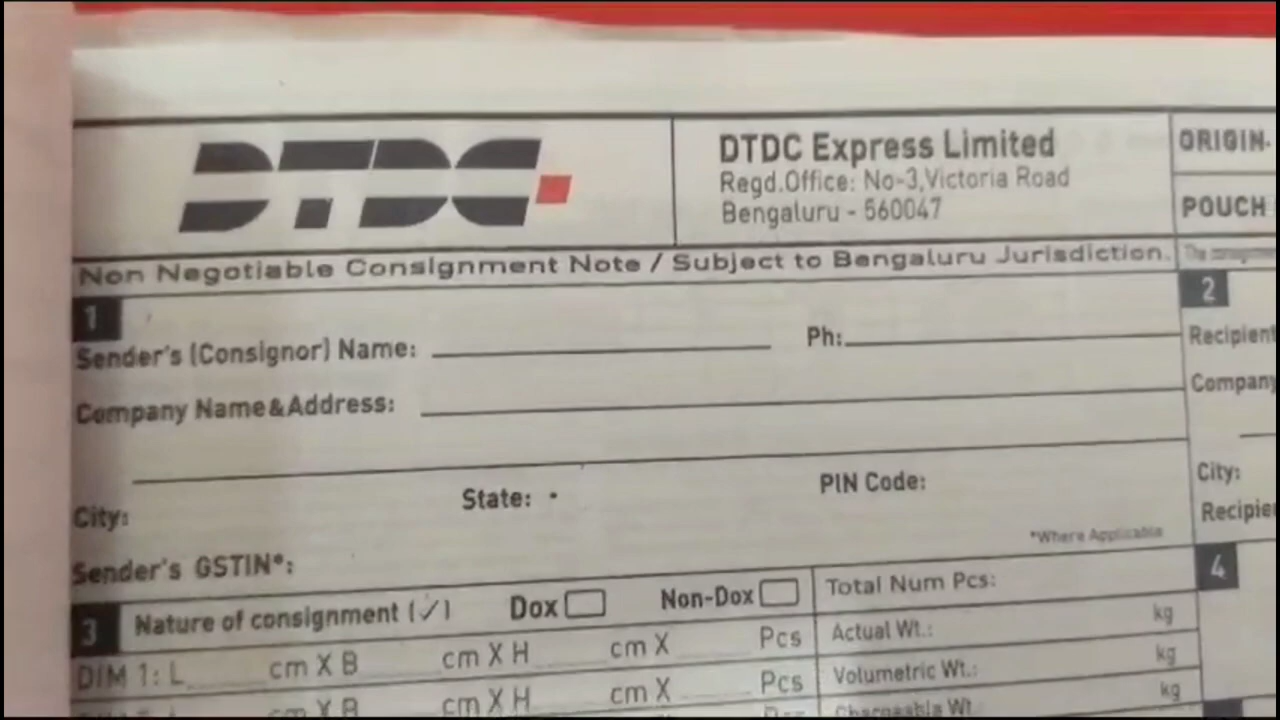 DTDC
DTDC Express Limited
Regd.Office: No-3,Victoria Road
Bengaluru - 560047
ORIGIN
POUCH
Non Negotiable Consignment Note / Subject to Bengaluru Jurisdiction.
1
Sender's (Consignor) Name: Ph:
Company Name&Address:
City: State: PIN Code:
*Where Applicable
Sender's GSTIN*:
2
Recipient
Company
City:
3 Nature of consignment (✓) Dox Non-Dox
DIM 1: L cm X B cm X H cm X Pcs
cm X B cm X H cm X Pcs
Total Num Pcs:
Actual Wt.: kg
Volumetric Wt.: kg
Chargeable Wt kg
4